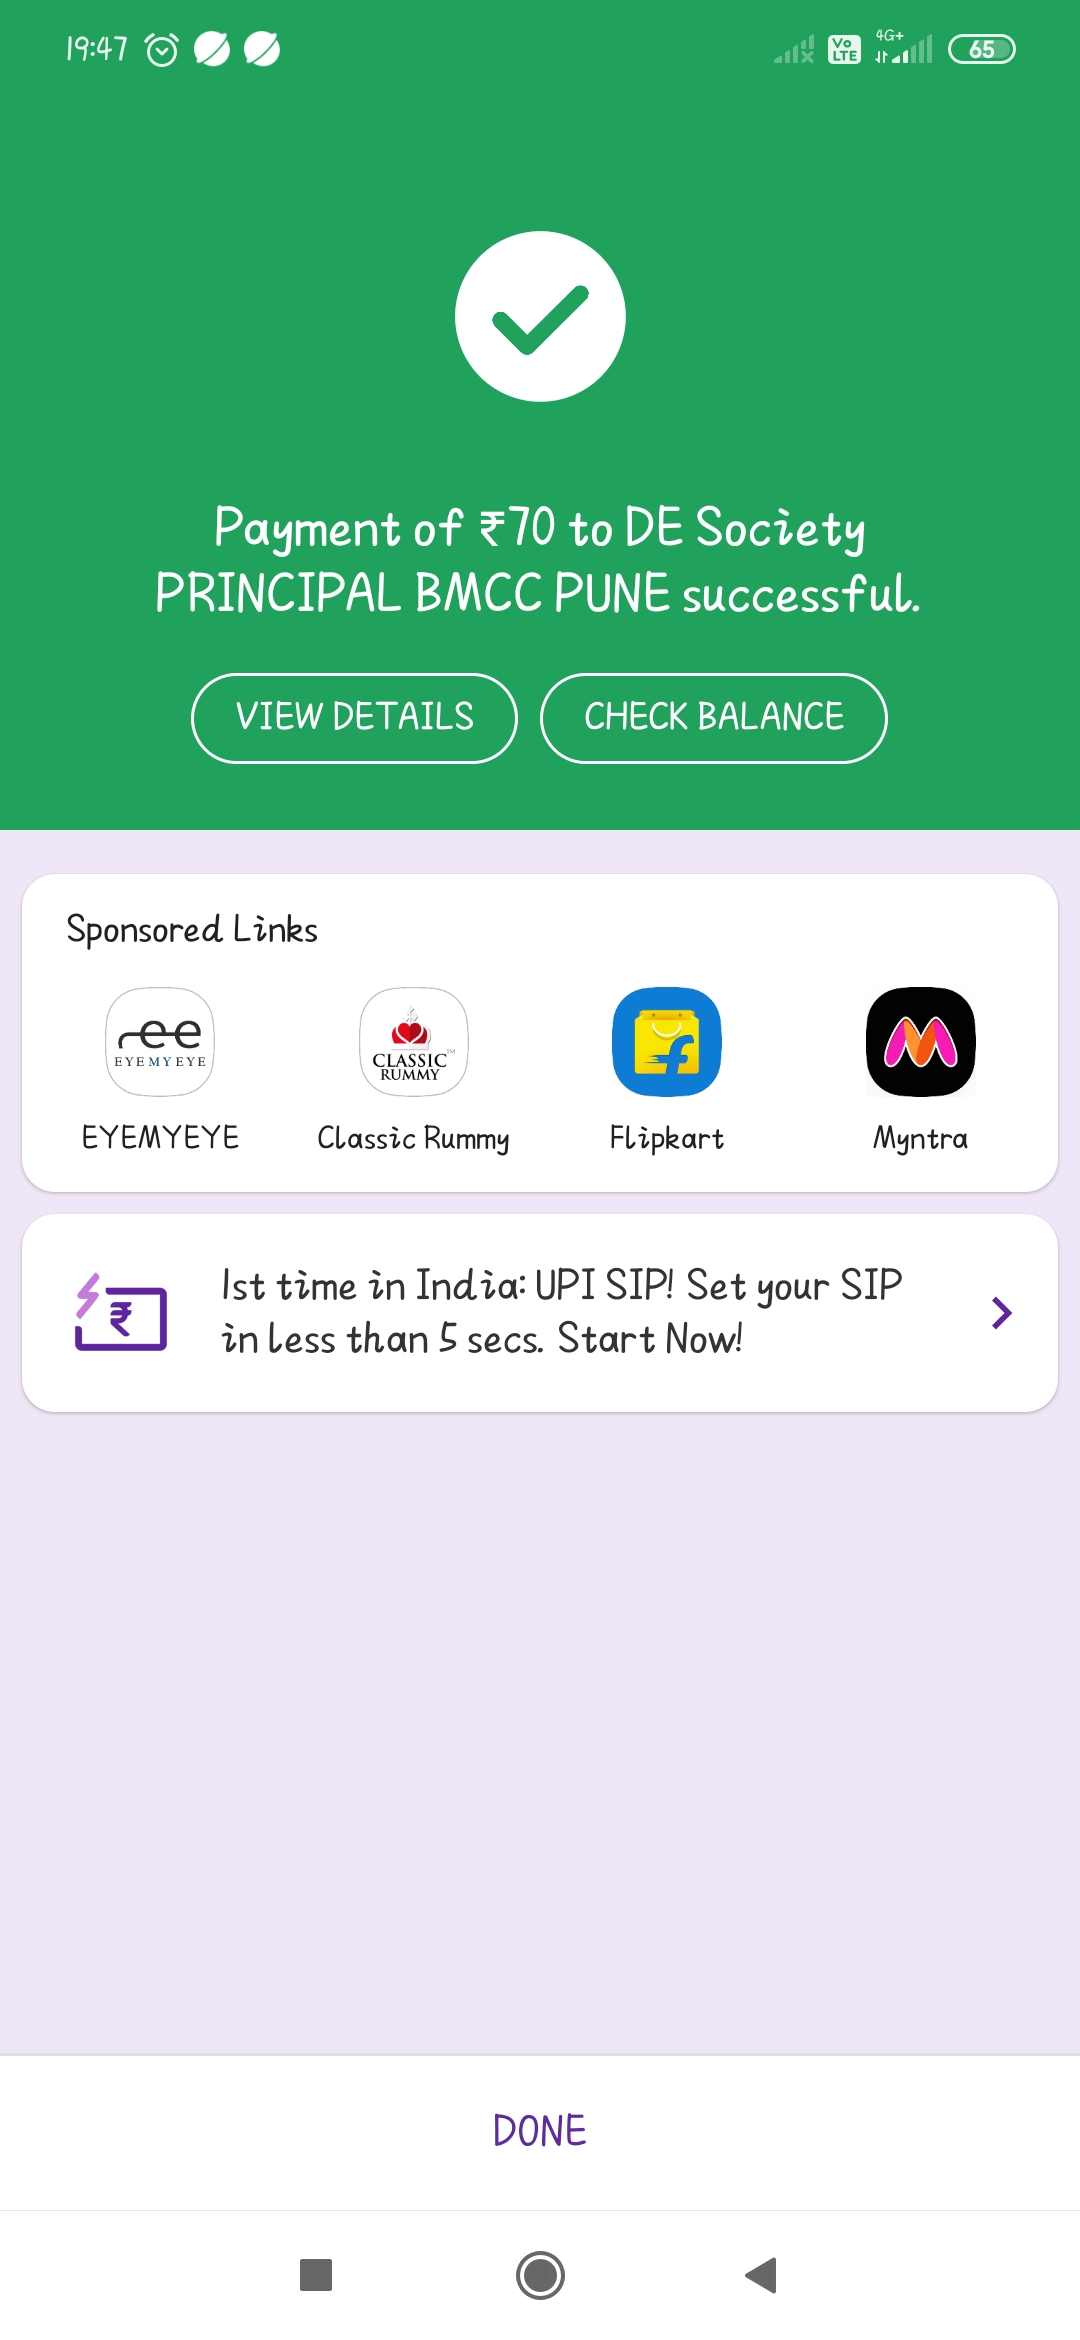 19:47
Vo LTE
4G+
65
Payment of ₹70 to DE Society
PRINCIPAL BMCC PUNE successful.
VIEW DETAILS
CHECK BALANCE
Sponsored Links
ee
EYEMYEYE
CLASSIC™
RUMMY
EYEMYEYE
Classic Rummy
Flipkart
Myntra
1st time in India: UPI SIP! Set your SIP
in less than 5 secs. Start Now!
DONE